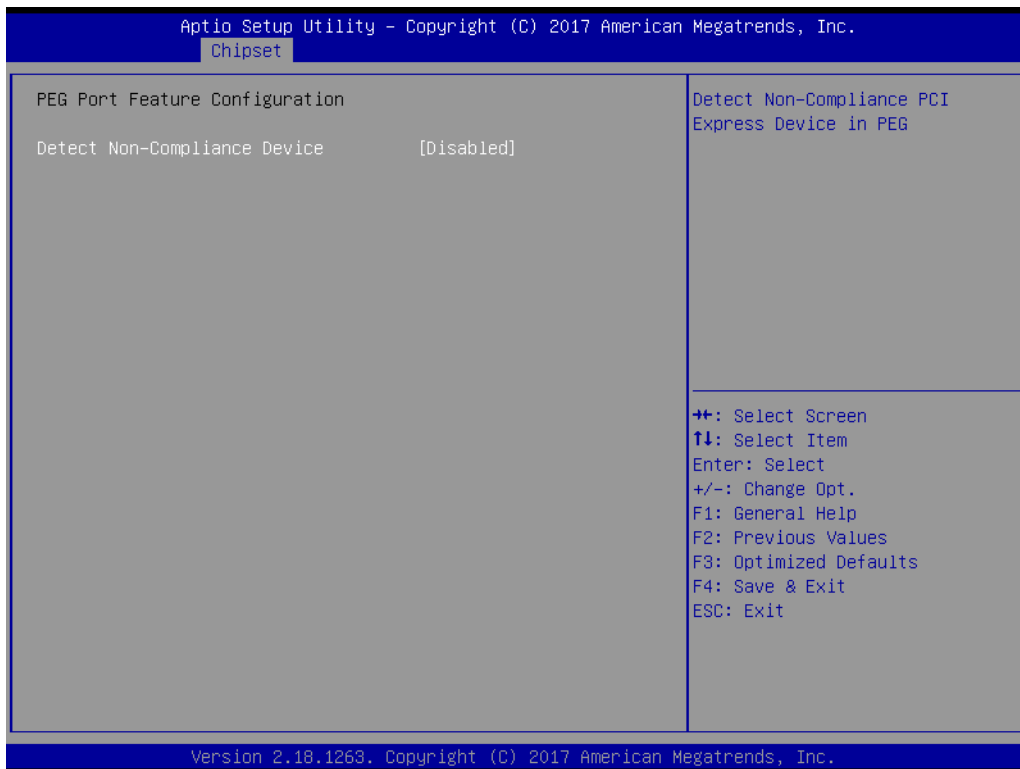 Aptio Setup Utility – Copyright (C) 2017 American Megatrends, Inc.
Chipset
PEG Port Feature Configuration
Detect Non-Compliance Device [Disabled]
Detect Non-Compliance PCI
Express Device in PEG
→←: Select Screen
↑↓: Select Item
Enter: Select
+/-: Change Opt.
F1: General Help
F2: Previous Values
F3: Optimized Defaults
F4: Save & Exit
ESC: Exit
Version 2.18.1263. Copyright (C) 2017 American Megatrends, Inc.